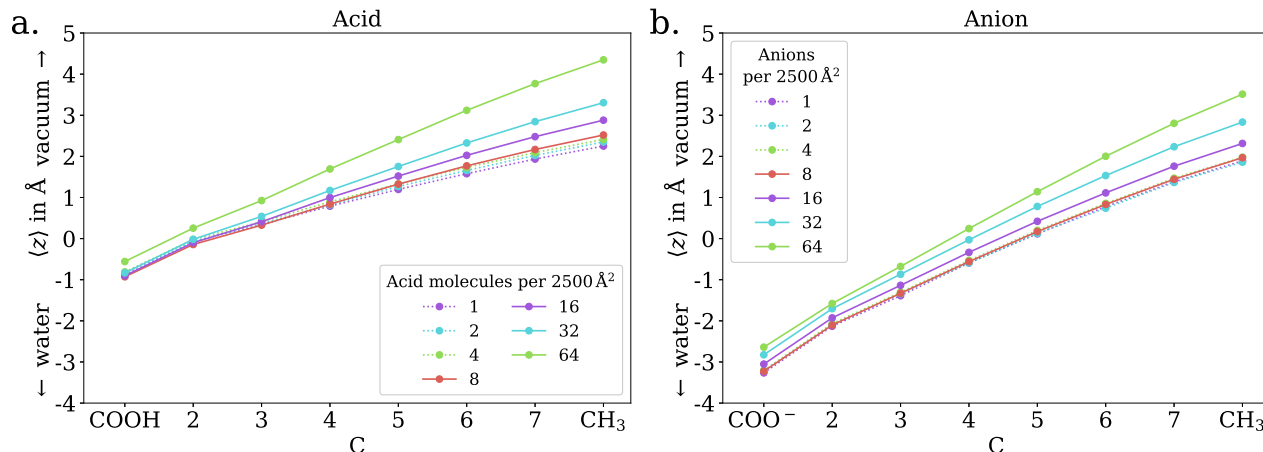 a.
Acid
⟨z⟩ in Å vacuum →
← water
5
4
3
2
1
0
-1
-2
-3
-4
COOH 2 3 4 5 6 7 CH₃
C
Acid molecules per 2500 Å²
1 16
2 32
4 64
8
b.
Anion
⟨z⟩ in Å vacuum →
← water
5
4
3
2
1
0
-1
-2
-3
-4
COO⁻ 2 3 4 5 6 7 CH₃
C
Anions
per 2500 Å²
1
2
4
8
16
32
64